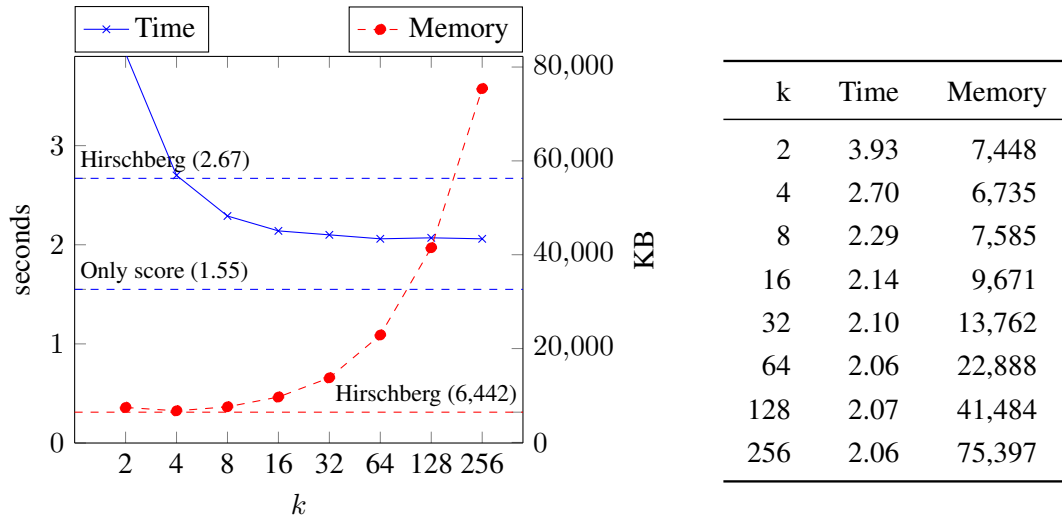 Time
Memory
80,000
60,000
40,000
20,000
0
KB
3
2
1
0
seconds
Hirschberg (2.67)
Only score (1.55)
Hirschberg (6,442)
2 4 8 16 32 64 128 256
k
k Time Memory
2 3.93 7,448
4 2.70 6,735
8 2.29 7,585
16 2.14 9,671
32 2.10 13,762
64 2.06 22,888
128 2.07 41,484
256 2.06 75,397